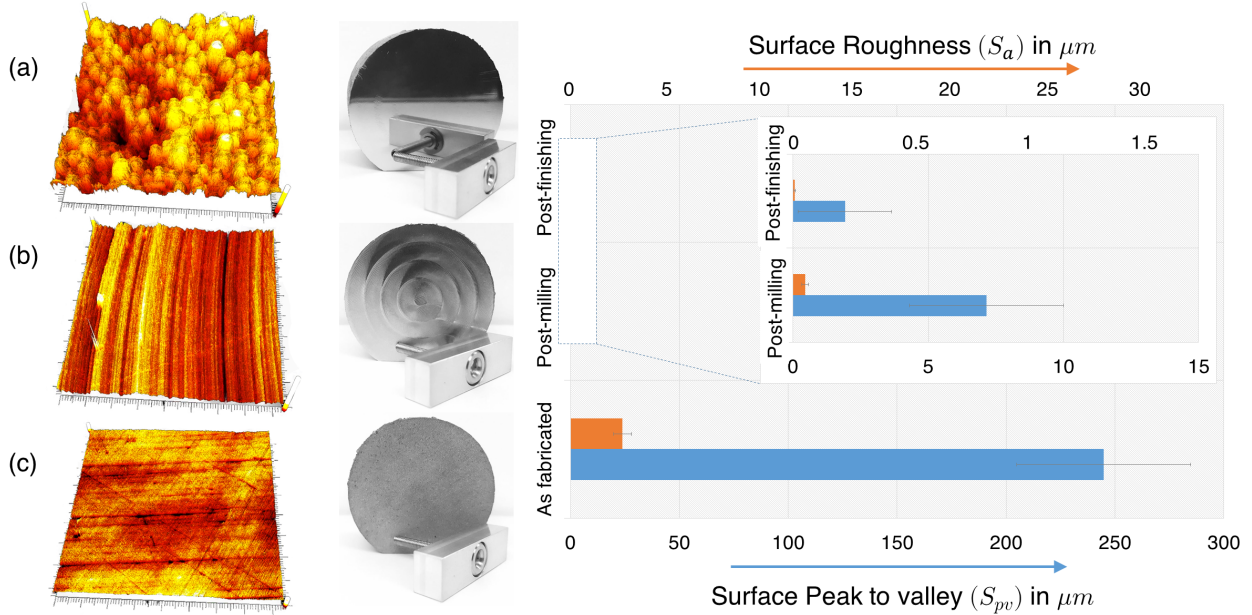 (a)
(b)
(c)
Surface Roughness (Sa) in μm
0 5 10 15 20 25 30
Post-finishing
Post-milling
As fabricated
0 0.5 1 1.5
Post-finishing
Post-milling
0 5 10 15
0 50 100 150 200 250 300
Surface Peak to valley (Spv) in μm